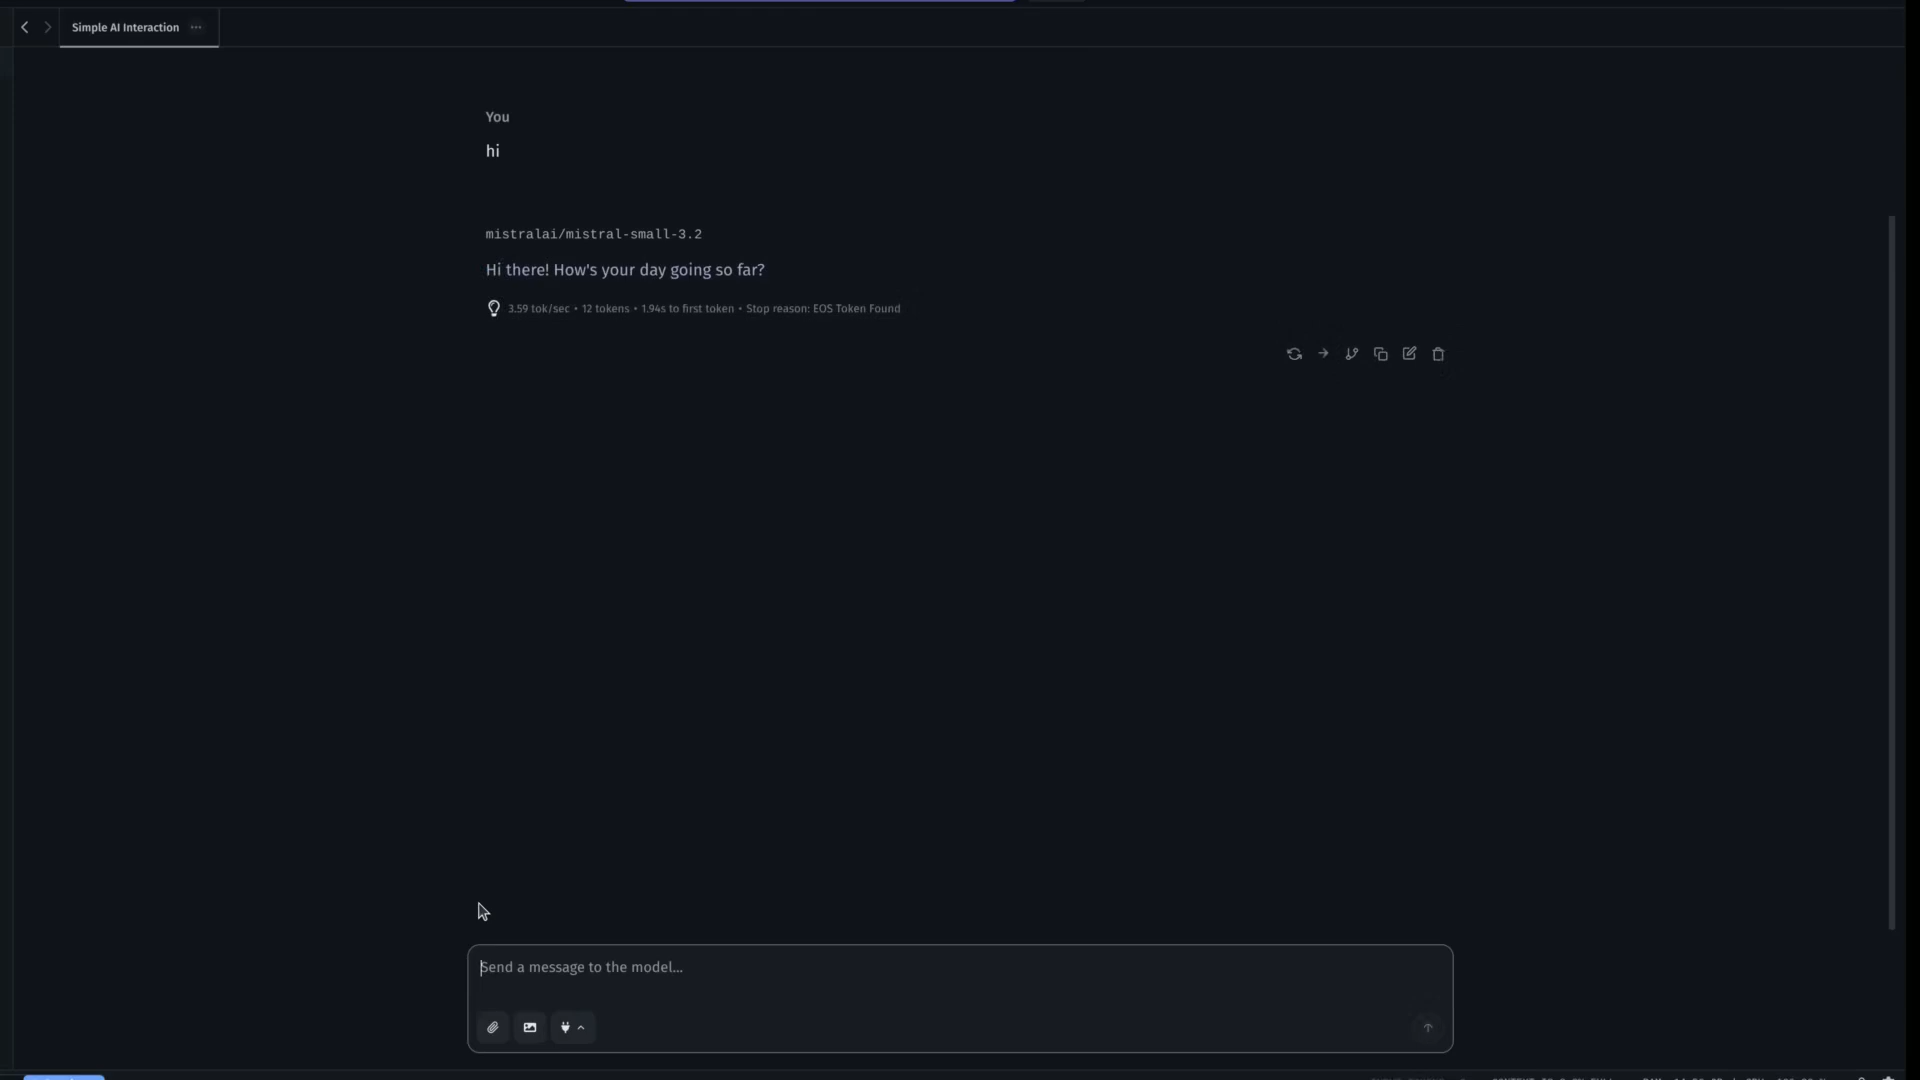 Simple AI Interaction
You
hi
mistralai/mistral-small-3.2
Hi there! How's your day going so far?
3.59 tok/sec • 12 tokens • 1.94s to first token • Stop reason: EOS Token Found
Send a message to the model...